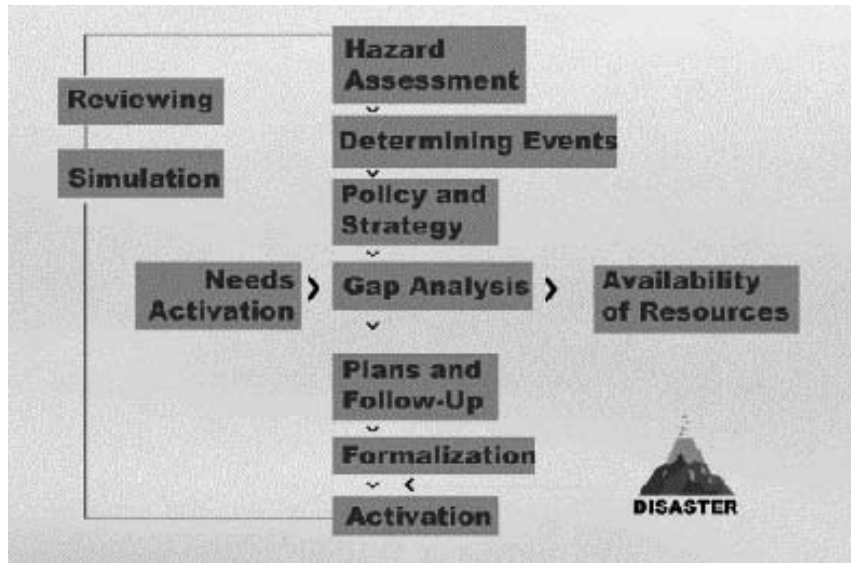 Hazard
Assessment
Reviewing
Determining Events
Simulation
Policy and
Strategy
Needs
Activation
Gap Analysis
Availability
of Resources
Plans and
Follow-Up
Formalization
DISASTER
Activation